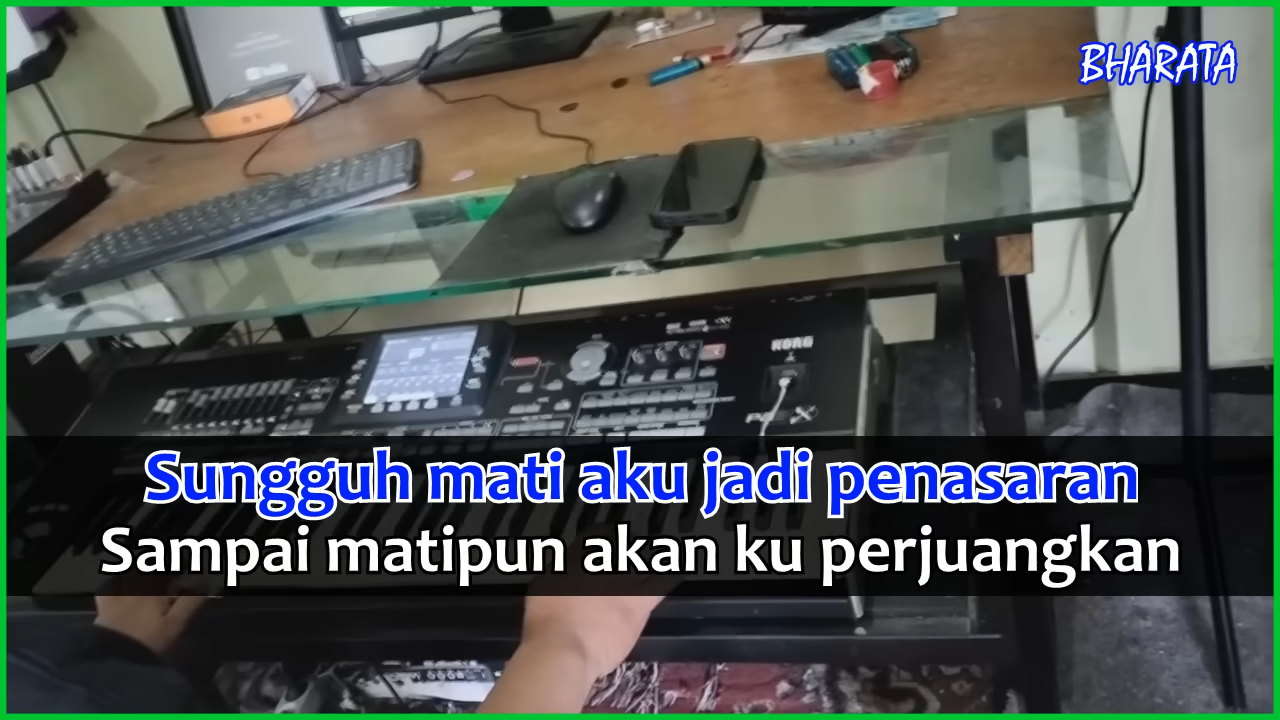 BHARATA
KORG
Sungguh mati aku jadi penasaran
Sampai matipun akan ku perjuangkan